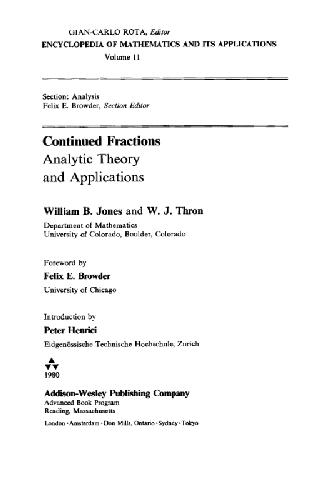 GIAN-CARLO ROTA, Editor
ENCYCLOPEDIA OF MATHEMATICS AND ITS APPLICATIONS
Volume 11
Section: Analysis
Felix E. Browder, Section Editor
Continued Fractions
Analytic Theory
and Applications
William B. Jones and W. J. Thron
Department of Mathematics
University of Colorado, Boulder, Colorado
Foreword by
Felix E. Browder
University of Chicago
Introduction by
Peter Henrici
Eidgenössische Technische Hochschule, Zurich
1980
Addison-Wesley Publishing Company
Advanced Book Program
Reading, Massachusetts
London·Amsterdam·Don Mills, Ontario·Sydney·Tokyo